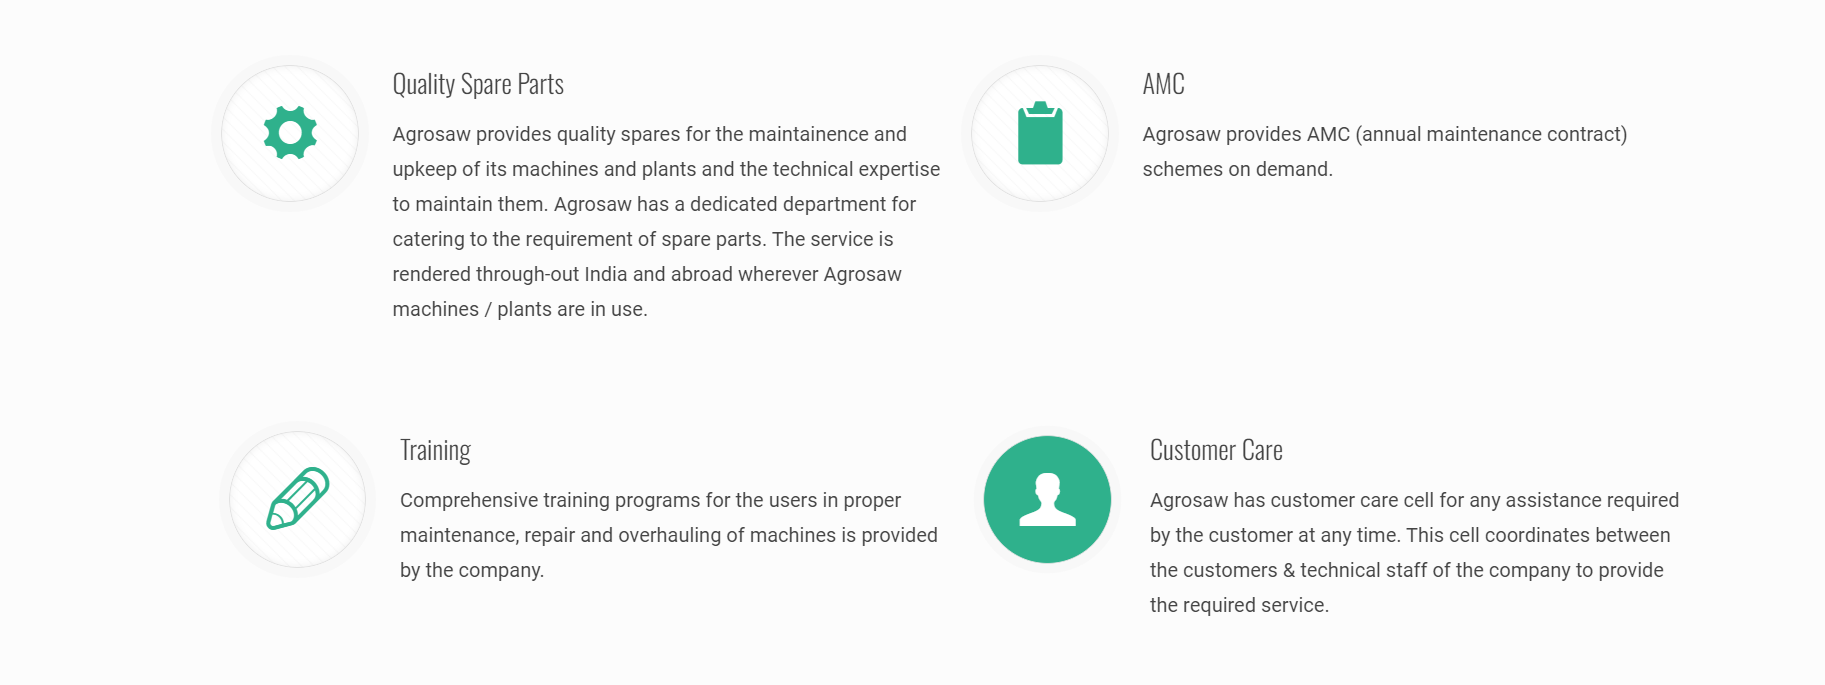 Quality Spare Parts
Agrosaw provides quality spares for the maintainence and
upkeep of its machines and plants and the technical expertise
to maintain them. Agrosaw has a dedicated department for
catering to the requirement of spare parts. The service is
rendered through-out India and abroad wherever Agrosaw
machines / plants are in use.
AMC
Agrosaw provides AMC (annual maintenance contract)
schemes on demand.
Training
Comprehensive training programs for the users in proper
maintenance, repair and overhauling of machines is provided
by the company.
Customer Care
Agrosaw has customer care cell for any assistance required
by the customer at any time. This cell coordinates between
the customers & technical staff of the company to provide
the required service.